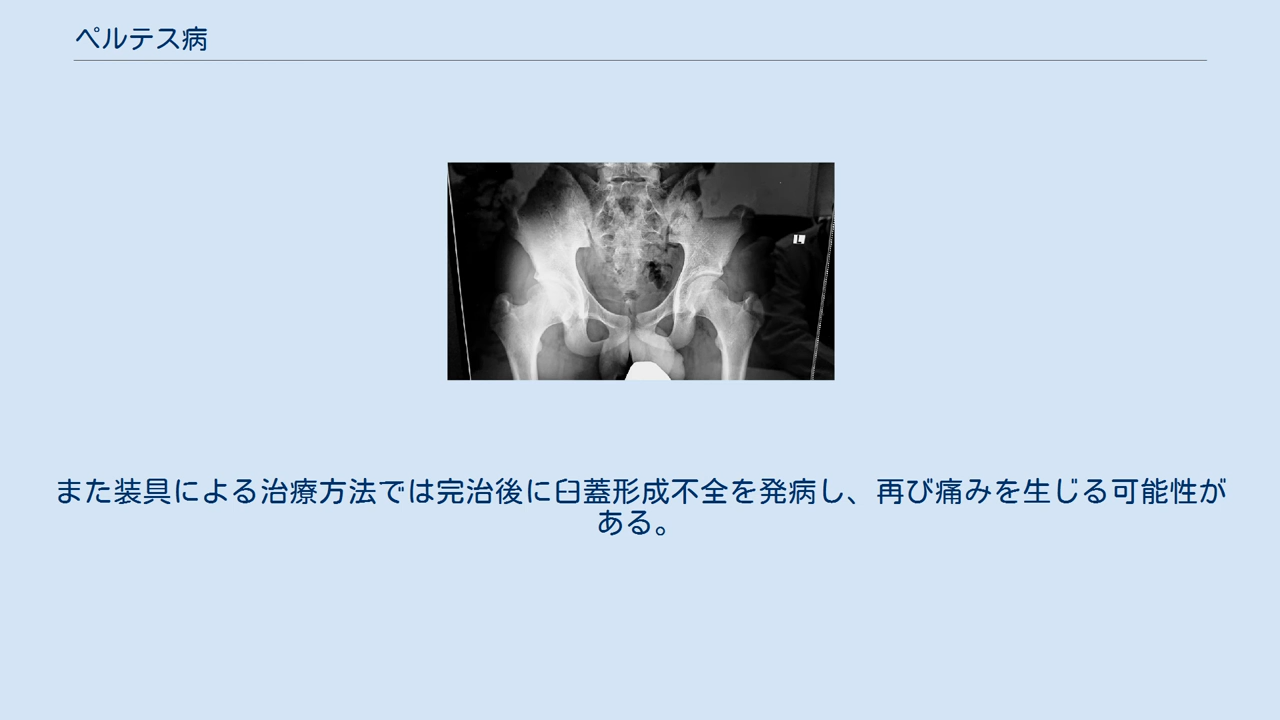 ペルテス病
L
また装具による治療方法では完治後に臼蓋形成不全を発病し、再び痛みを生じる可能性が
ある。